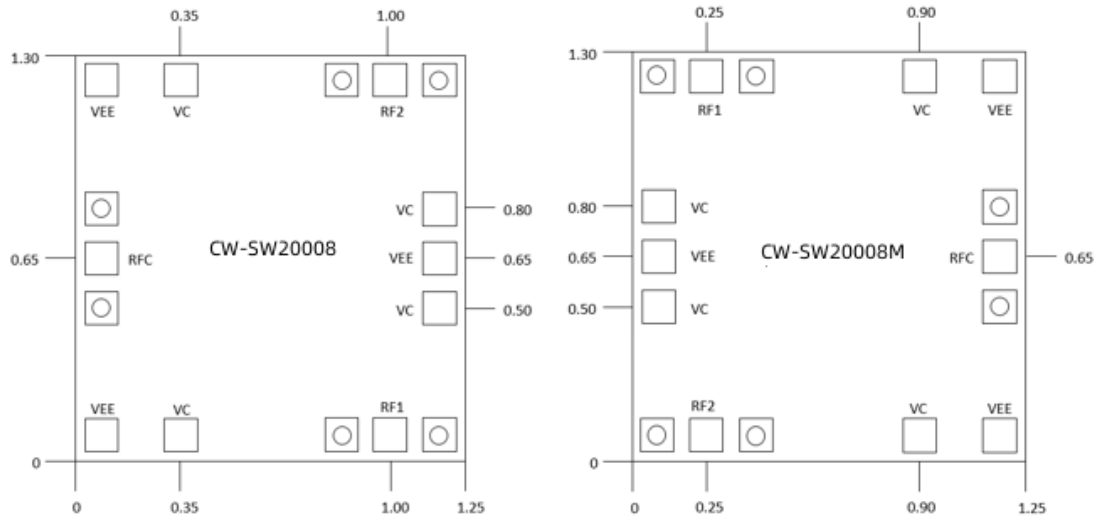 0.35 1.00
1.30
VEE VC RF2
VC 0.80
0.65 RFC CW-SW20008 VEE 0.65
VC 0.50
VEE VC RF1
0
0 0.35 1.00 1.25
0.25 0.90
1.30
RF1 VC VEE
0.80 VC
0.65 VEE CW-SW20008M RFC 0.65
0.50 VC
RF2 VC VEE
0
0 0.25 0.90 1.25